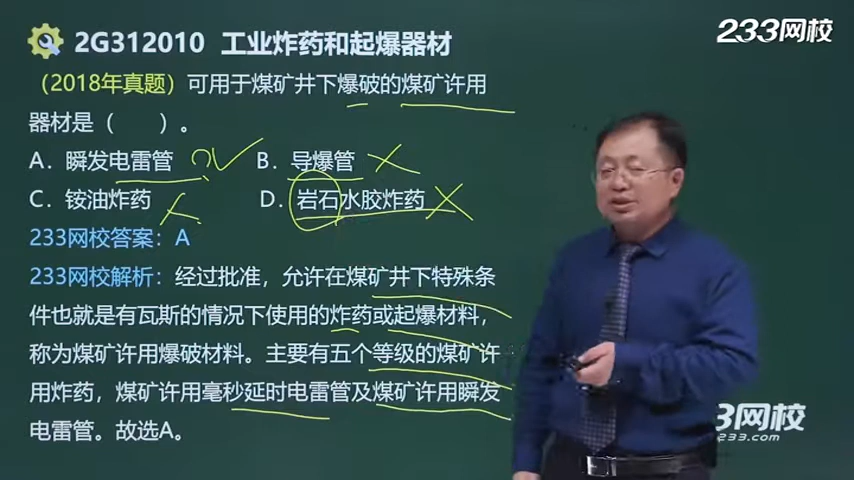 2G312010 工业炸药和起爆器材
233网校
（2018年真题）可用于煤矿井下爆破的煤矿许用
器材是（ ）。
A. 瞬发电雷管 B. 导爆管
C. 铵油炸药 D. 岩石水胶炸药
233网校答案：A
233网校解析：经过批准，允许在煤矿井下特殊条
件也就是有瓦斯的情况下使用的炸药或起爆材料，
称为煤矿许用爆破材料。主要有五个等级的煤矿许
用炸药，煤矿许用毫秒延时电雷管及煤矿许用瞬发
电雷管。故选A。
3网校
233.com